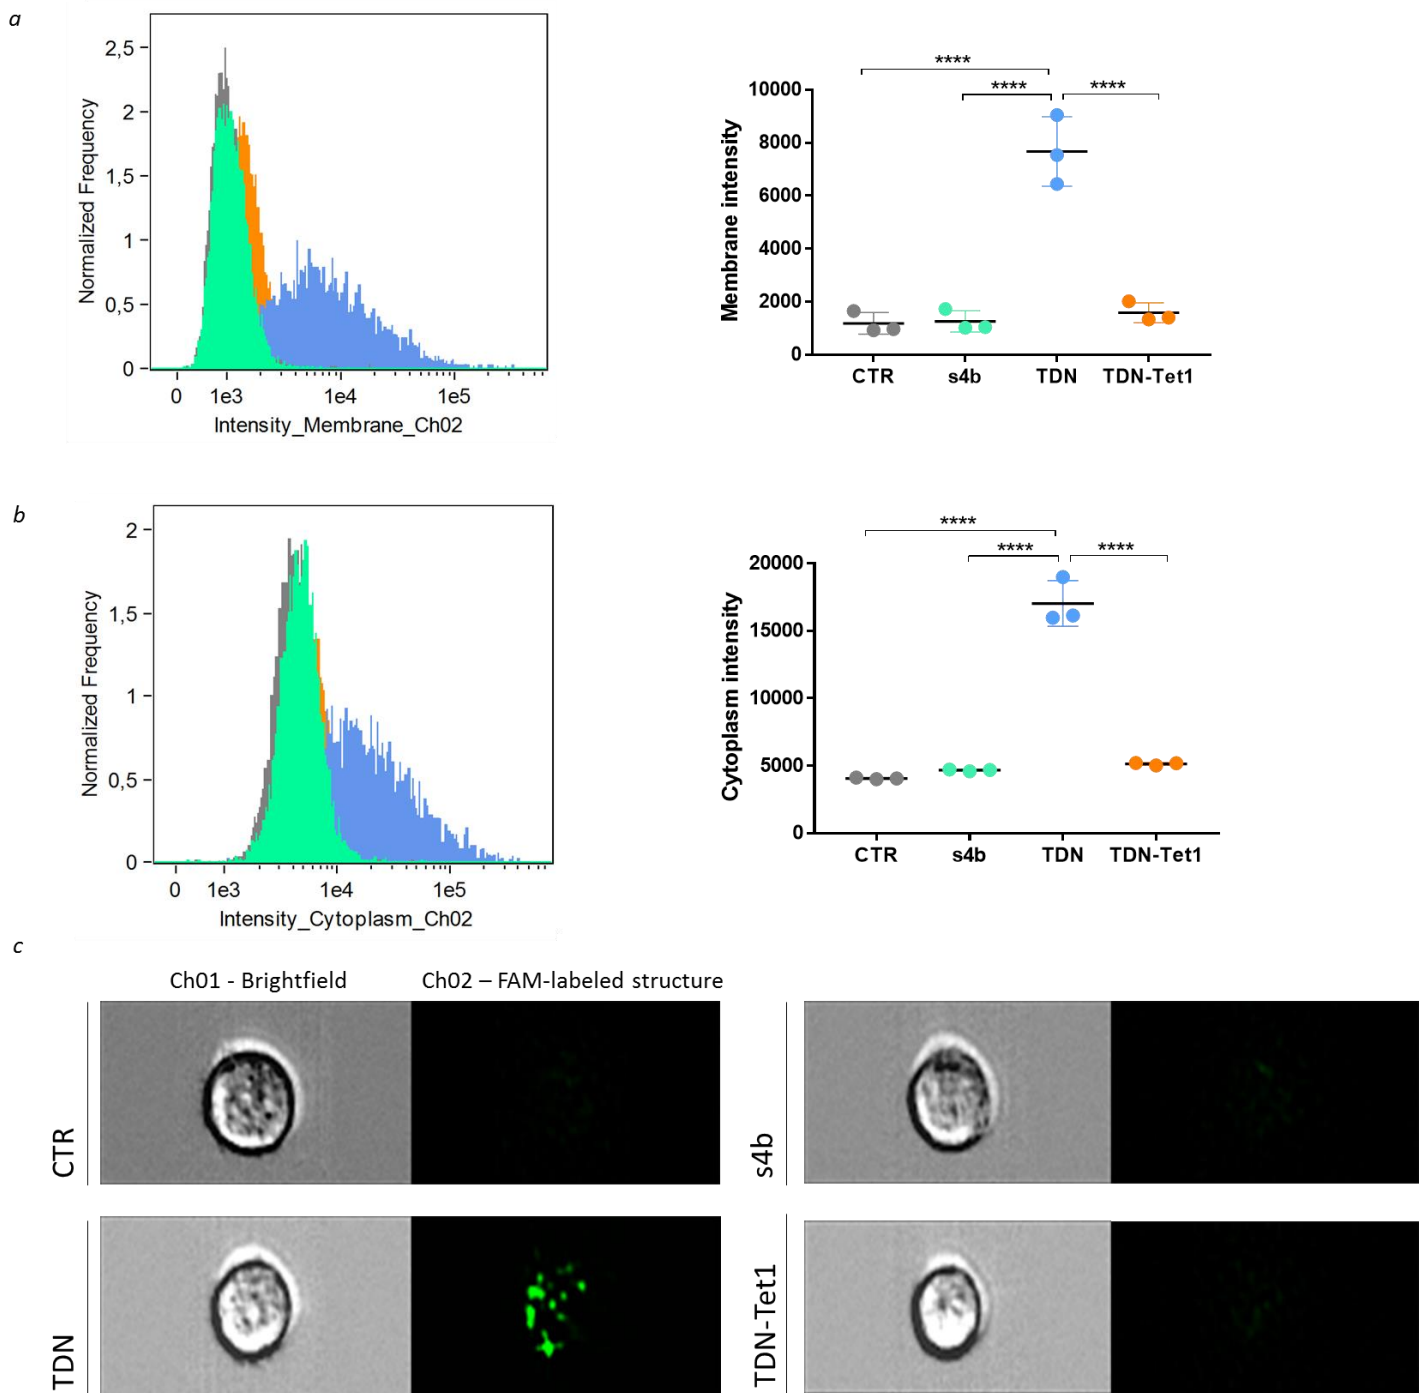 a
2,5
2
1,5
1
0,5
0
Normalized Frequency
0 1e3 1e4 1e5
Intensity_Membrane_Ch02
****
**** ****
10000
8000
6000
4000
2000
0
Membrane intensity
CTR s4b TDN TDN-Tet1
b
2
1,5
1
0,5
0
Normalized Frequency
0 1e3 1e4 1e5
Intensity_Cytoplasm_Ch02
****
**** ****
20000
15000
10000
5000
0
Cytoplasm intensity
CTR s4b TDN TDN-Tet1
c
Ch01 - Brightfield Ch02 – FAM-labeled structure
CTR
s4b
TDN
TDN-Tet1